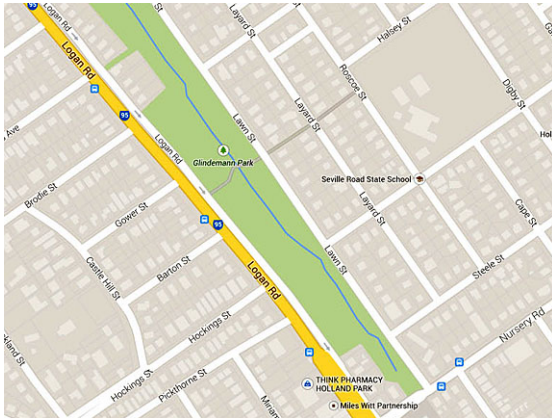 95
Logan Rd
Logan Rd
Layard St
Halsey St
Roscoe St
Digby St
Ave
95
Logan Rd
Lawn St
Layard St
Glindemann Park
Seville Road State School
Brodie St
Gower St
95
Layard St
Cape St
Castle Hill St
Barton St
Logan Rd
Lawn St
Steele St
Hockings St
Nursery Rd
Hockings St
Pickthorne St
THINK PHARMACY
HOLLAND PARK
Miles Witt Partnership